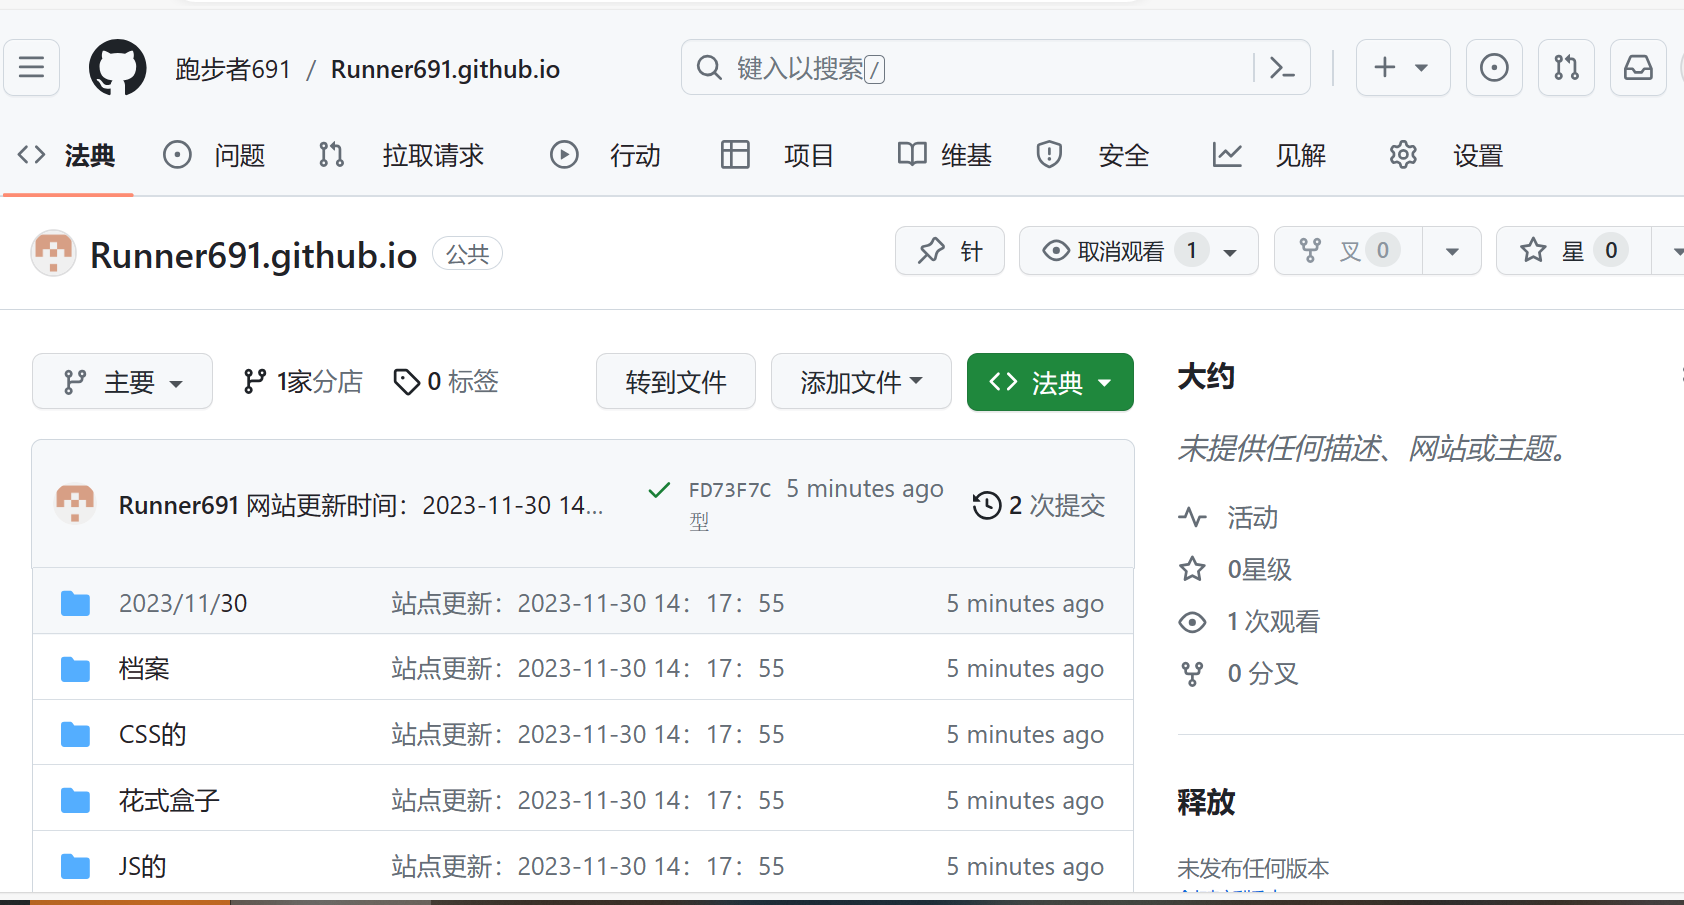 跑步者691 / Runner691.github.io
键入以搜索/
法典 问题 拉取请求 行动 项目 维基 安全 见解 设置
Runner691.github.io 公共 针 取消观看 1 叉 0 星 0
主要 1家分店 0 标签 转到文件 添加文件 法典
大约
未提供任何描述、网站或主题。
Runner691 网站更新时间：2023-11-30 14... FD73F7C 5 minutes ago 2 次提交
型
活动
0星级
1 次观看
0 分叉
2023/11/30 站点更新：2023-11-30 14：17：55 5 minutes ago
档案 站点更新：2023-11-30 14：17：55 5 minutes ago
CSS的 站点更新：2023-11-30 14：17：55 5 minutes ago
花式盒子 站点更新：2023-11-30 14：17：55 5 minutes ago
JS的 站点更新：2023-11-30 14：17：55 5 minutes ago
释放
未发布任何版本